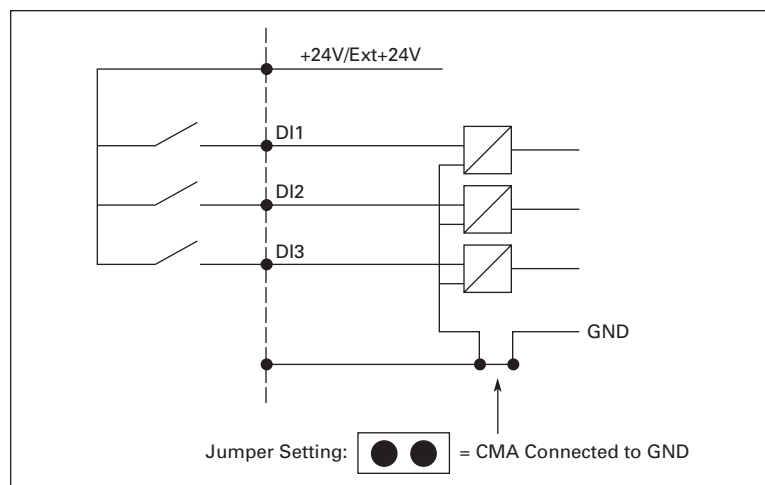 +24V/Ext+24V
DI1
DI2
DI3
GND
Jumper Setting: = CMA Connected to GND